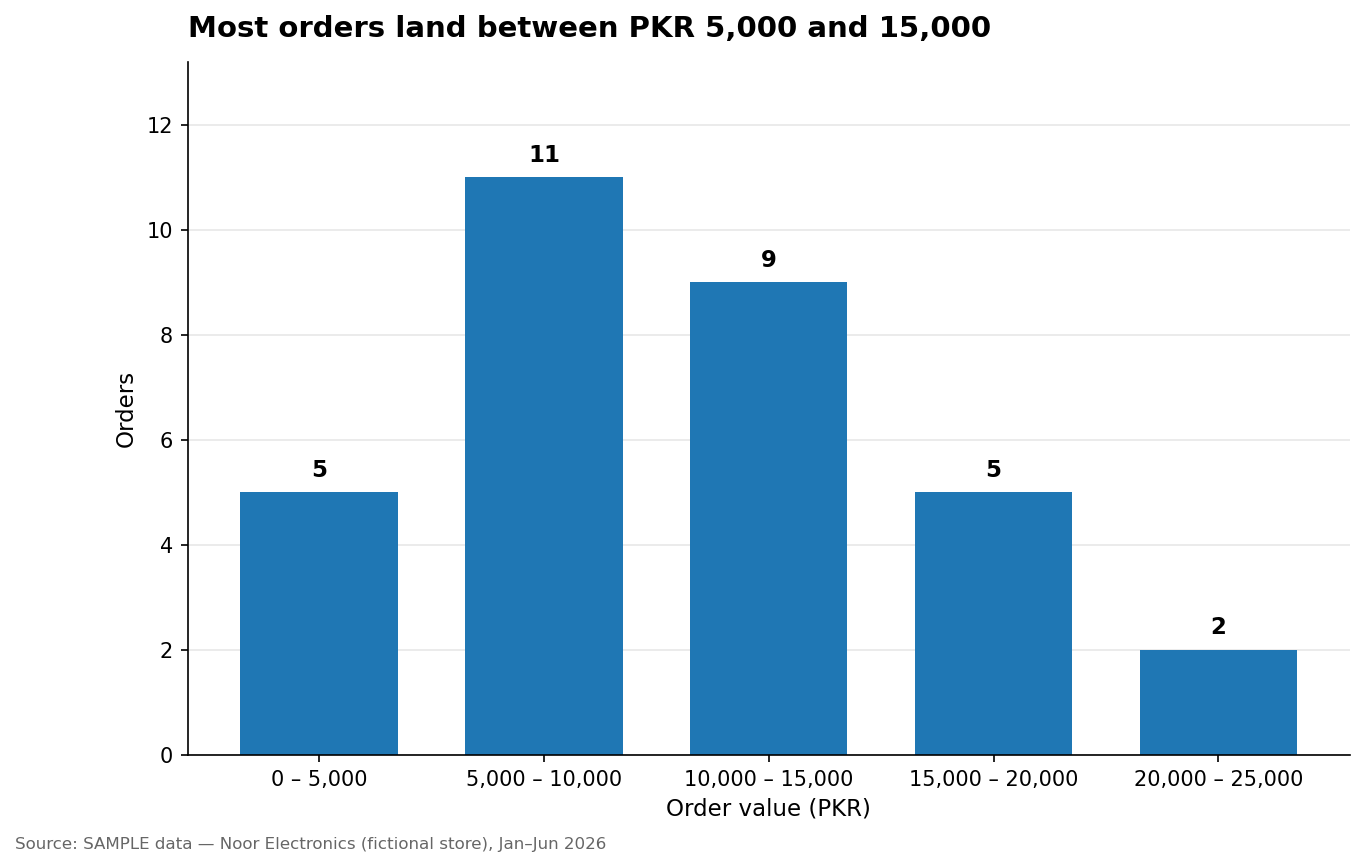 Most orders land between PKR 5,000 and 15,000
12
10
8
6
4
2
0
Orders
11
9
5
5
2
0 – 5,000
5,000 – 10,000
10,000 – 15,000
15,000 – 20,000
20,000 – 25,000
Order value (PKR)
Source: SAMPLE data — Noor Electronics (fictional store), Jan–Jun 2026